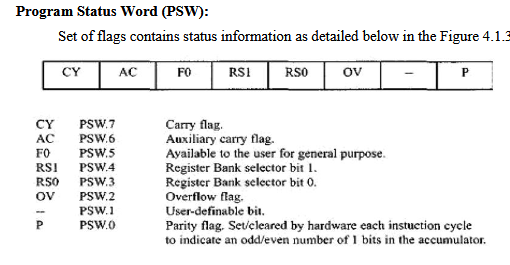 Program Status Word (PSW):
Set of flags contains status information as detailed below in the Figure 4.1.3
CY AC F0 RS1 RS0 OV – P
CY PSW.7 Carry flag.
AC PSW.6 Auxiliary carry flag.
F0 PSW.5 Available to the user for general purpose.
RS1 PSW.4 Register Bank selector bit 1.
RS0 PSW.3 Register Bank selector bit 0.
OV PSW.2 Overflow flag.
-- PSW.1 User-definable bit.
P PSW.0 Parity flag. Set/cleared by hardware each instuction cycle
to indicate an odd/even number of 1 bits in the accumulator.